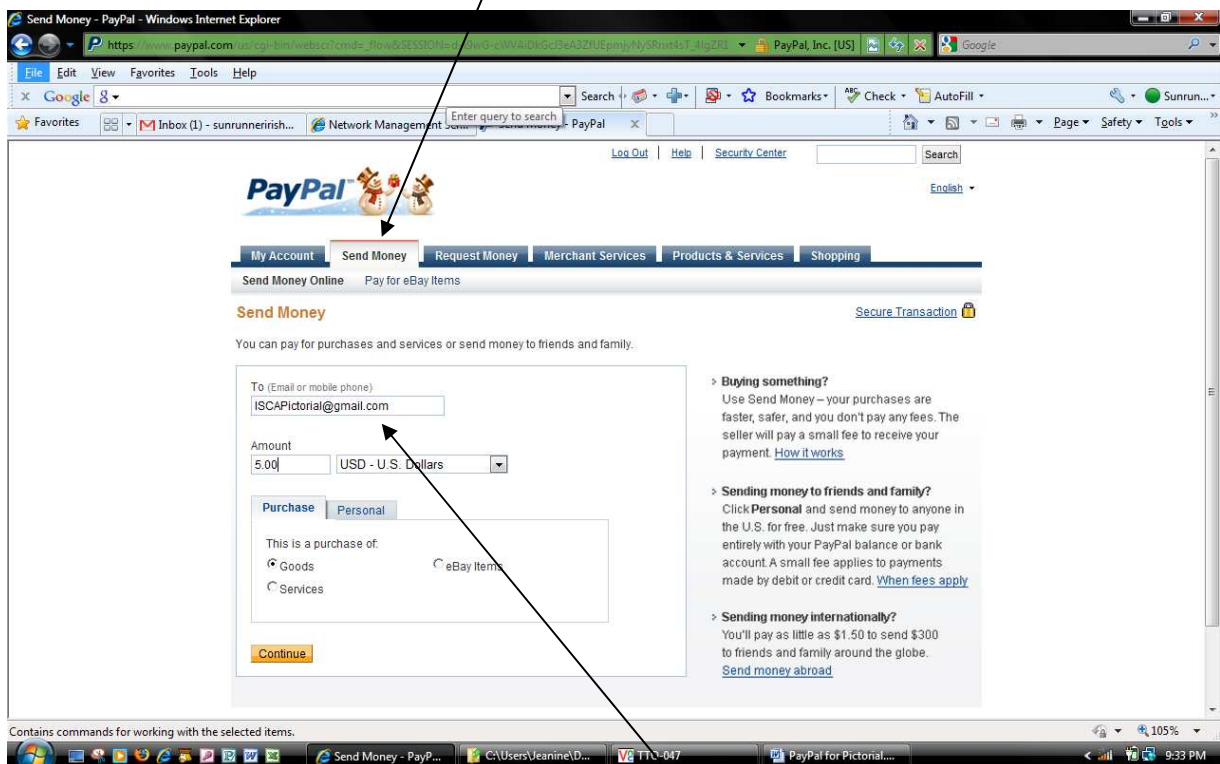 Send Money - PayPal - Windows Internet Explorer
PayPal, Inc. [US] Google
File Edit View Favorites Tools Help
x Google Search Bookmarks Check AutoFill Sunrun...
Enter query to search
Favorites Inbox (1) - sunrunnerirish... Network Management - PayPal x Page Safety Tools
Log Out | Help | Security Center Search
PayPal English
My Account Send Money Request Money Merchant Services Products & Services Shopping
Send Money Online Pay for eBay Items
Send Money Secure Transaction
You can pay for purchases and services or send money to friends and family.
To (Email or mobile phone)
ISCAPictorial@gmail.com
Amount
5.00 USD - U.S. Dollars
Purchase Personal
This is a purchase of:
Goods eBay Items
Services
Continue
Buying something?
Use Send Money – your purchases are
faster, safer, and you don't pay any fees. The
seller will pay a small fee to receive your
payment. How it works
Sending money to friends and family?
Click Personal and send money to anyone in
the U.S. for free. Just make sure you pay
entirely with your PayPal balance or bank
account. A small fee applies to payments
made by debit or credit card. When fees apply
Sending money internationally?
You'll pay as little as $1.50 to send $300
to friends and family around the globe.
Send money abroad
Contains commands for working with the selected items. 105%
Send Money - PayP... C:\Users\Jeanine\D... TTO-047 PayPal for Pictorial.... 9:33 PM